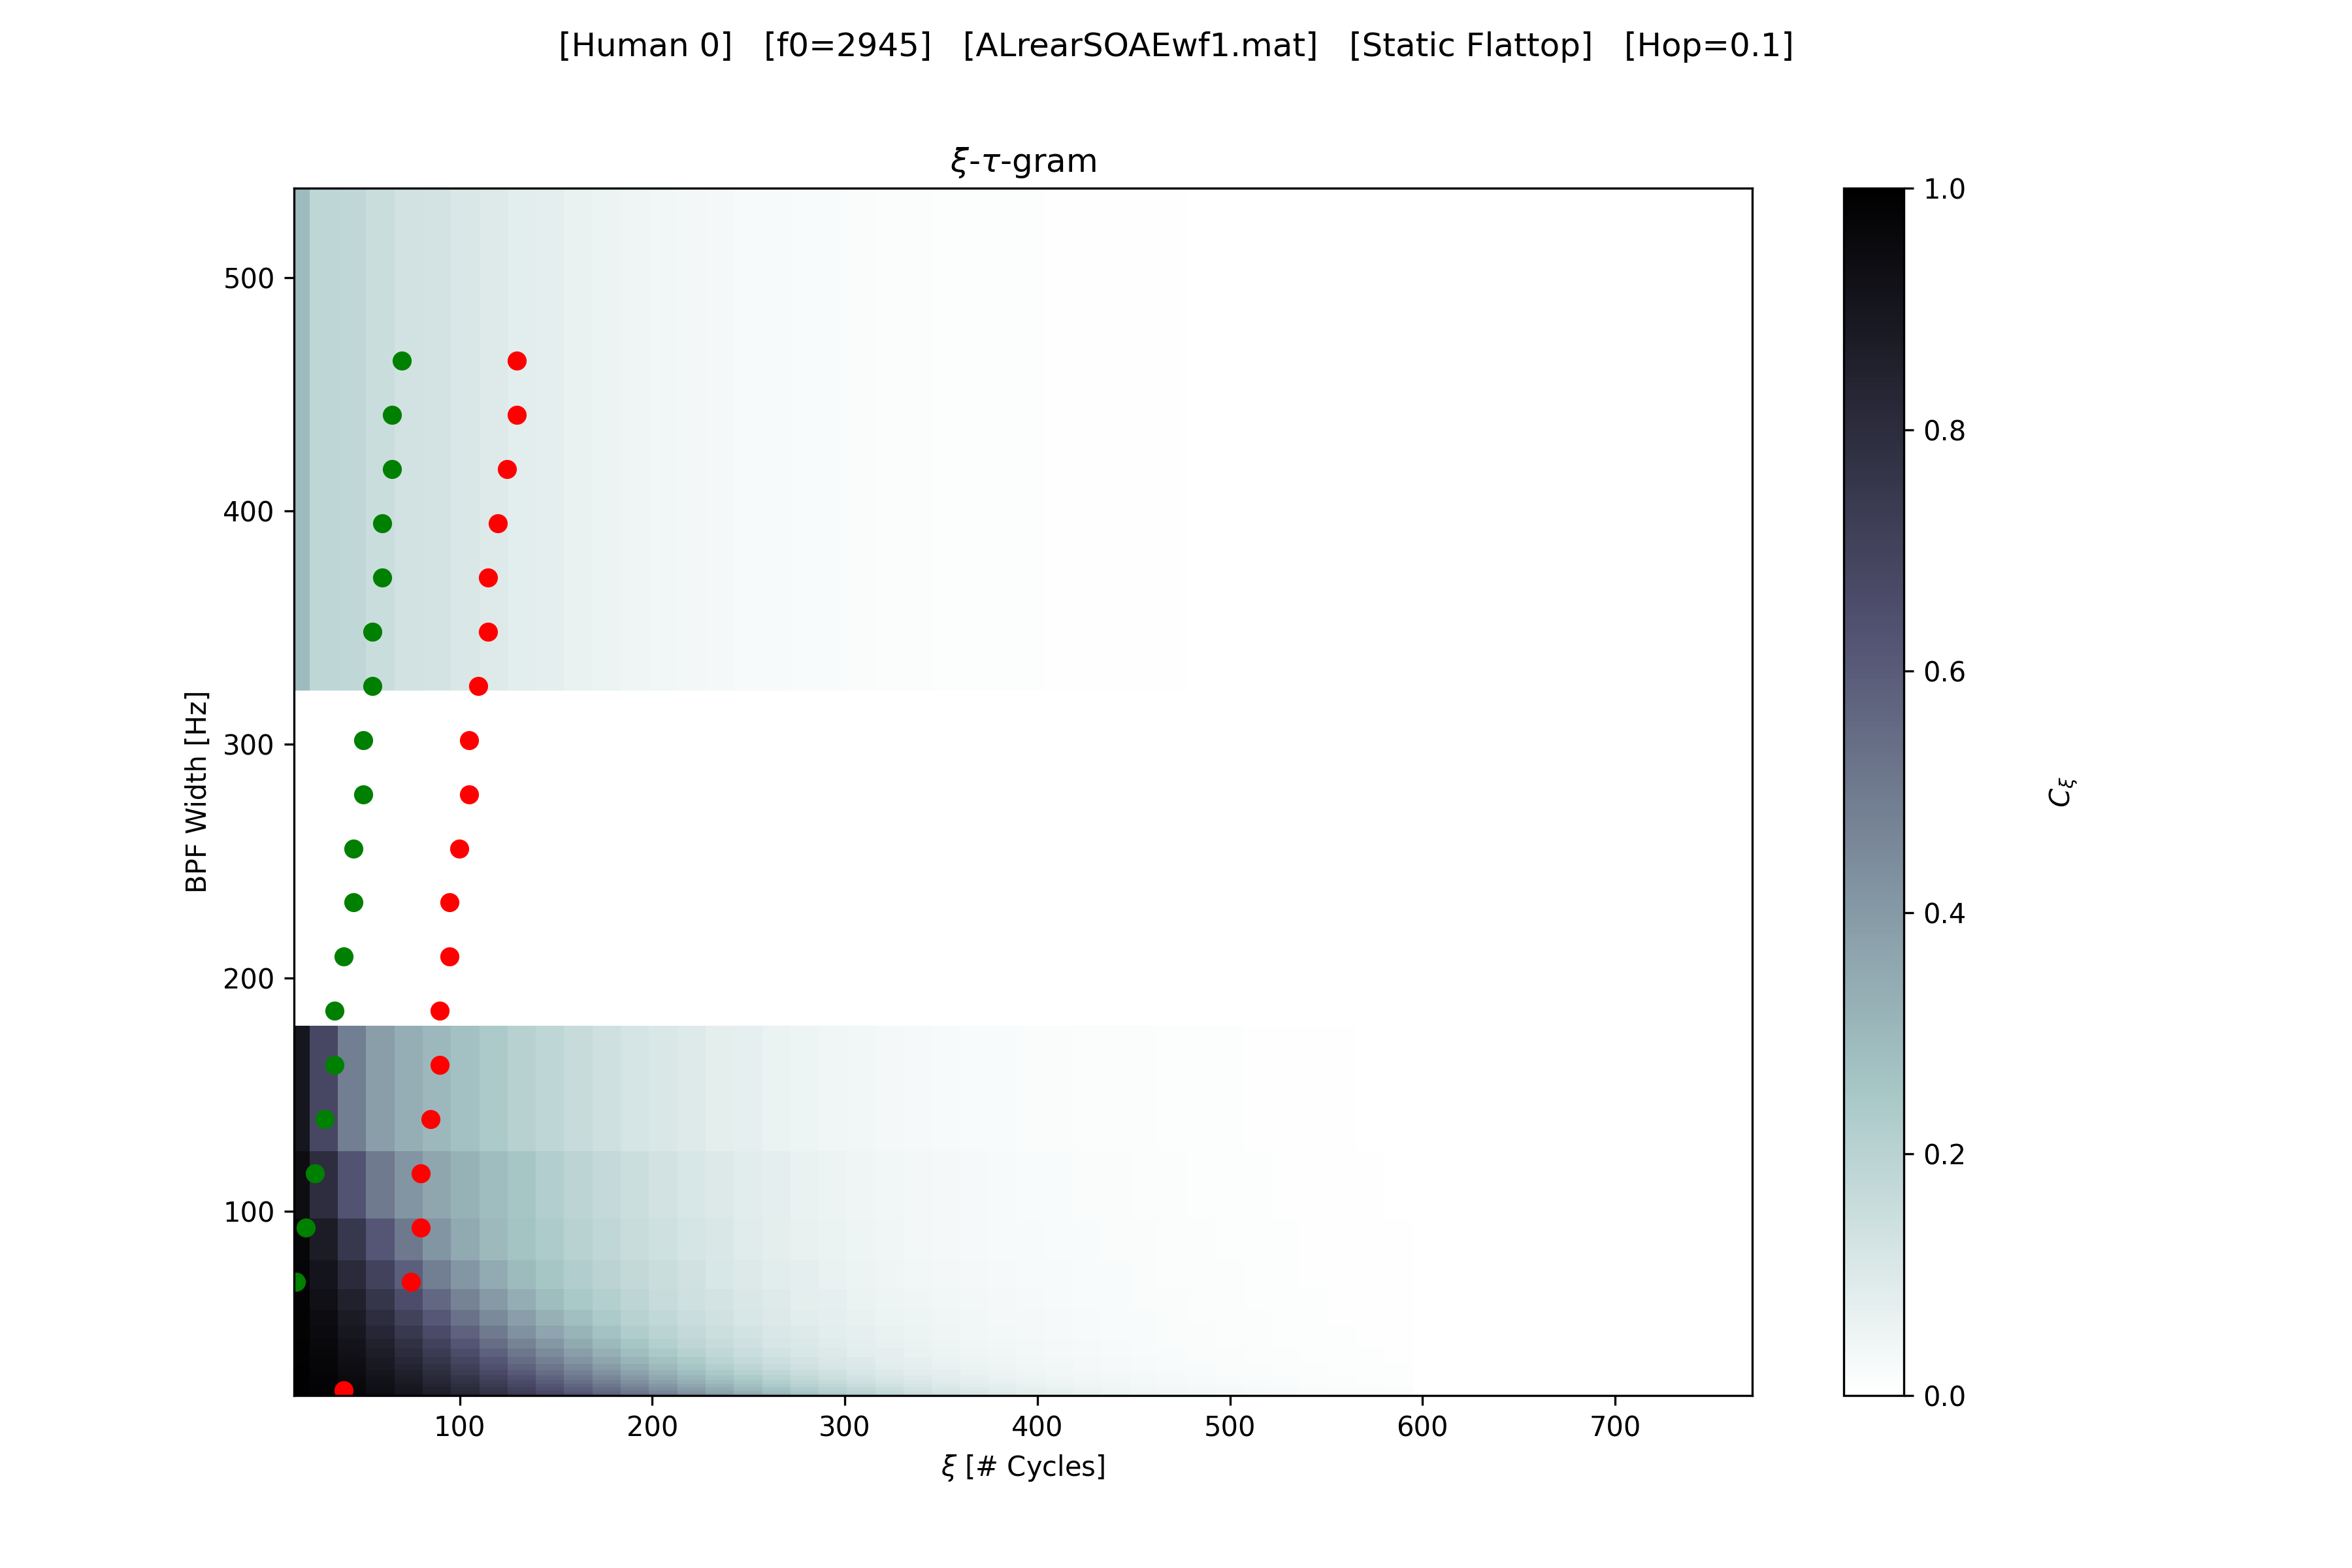 [Human 0]   [f0=2945]   [ALrearSOAEwf1.mat]   [Static Flattop]   [Hop=0.1]
ξ-τ-gram
500
400
300
200
100
BPF Width [Hz]
100 200 300 400 500 600 700
ξ [# Cycles]
1.0
0.8
0.6
0.4
0.2
0.0
C_ξ